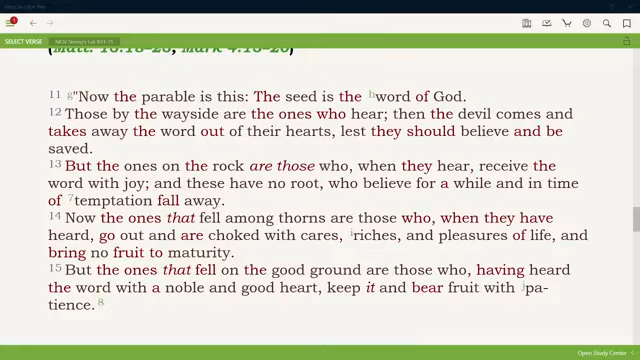 SELECT VERSE
(Matt. 13:18–23; Mark 4:13–20)
11 g"Now the parable is this: The seed is the hword of God.
12 Those by the wayside are the ones who hear; then the devil comes and
takes away the word out of their hearts, lest they should believe and be
saved.
13 But the ones on the rock are those who, when they hear, receive the
word with joy; and these have no root, who believe for a while and in time
of 7temptation fall away.
14 Now the ones that fell among thorns are those who, when they have
heard, go out and are choked with cares, iriches, and pleasures of life, and
bring no fruit to maturity.
15 But the ones that fell on the good ground are those who, having heard
the word with a noble and good heart, keep it and bear fruit with jpa-
tience.8
Open Study Center